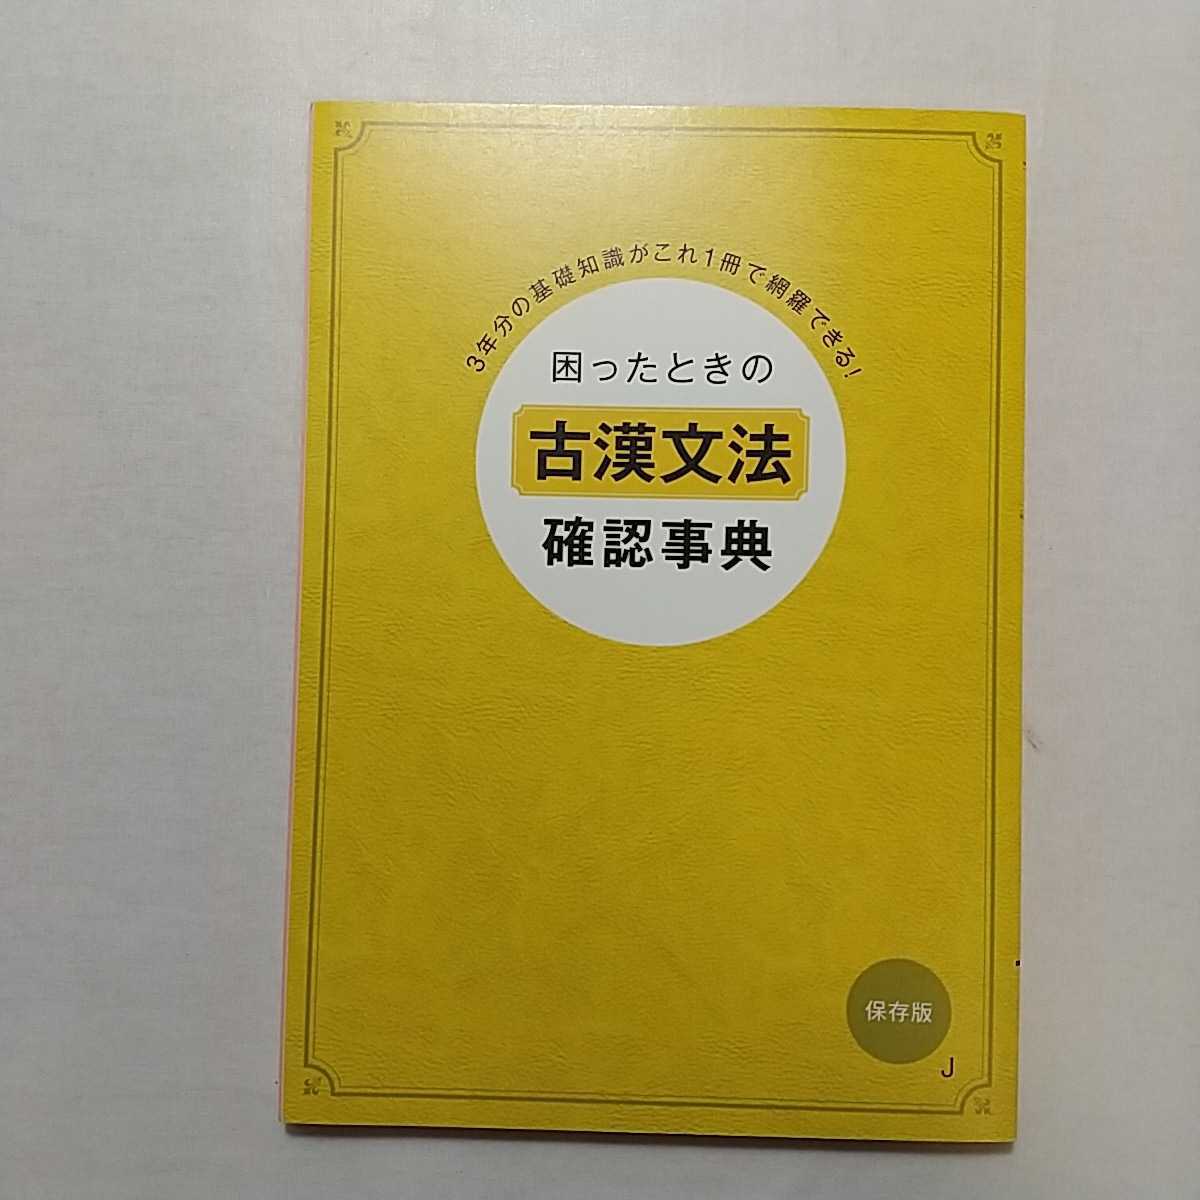 3年分の基礎知識がこれ1冊で網羅できる!
困ったときの
古漢文法
確認事典
保存版
J